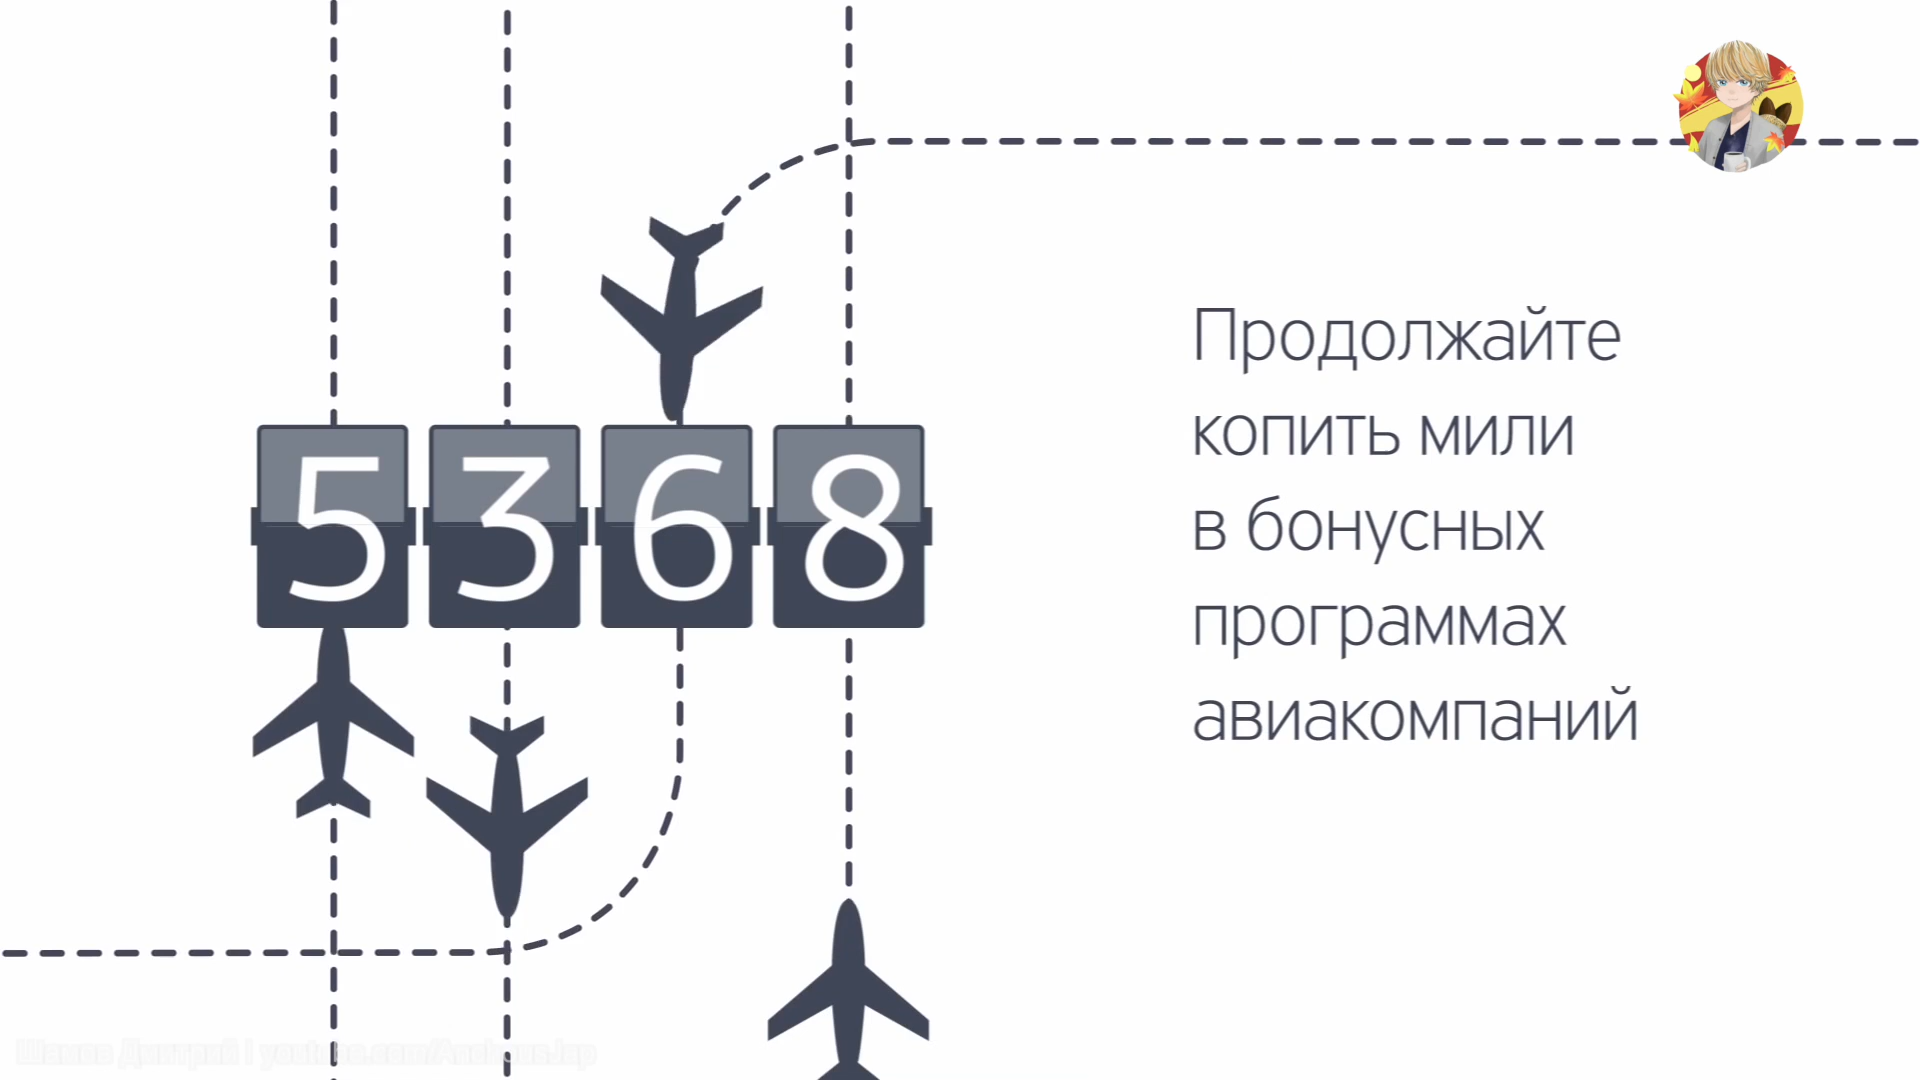 5368
Продолжайте
копить мили
в бонусных
программах
авиакомпаний